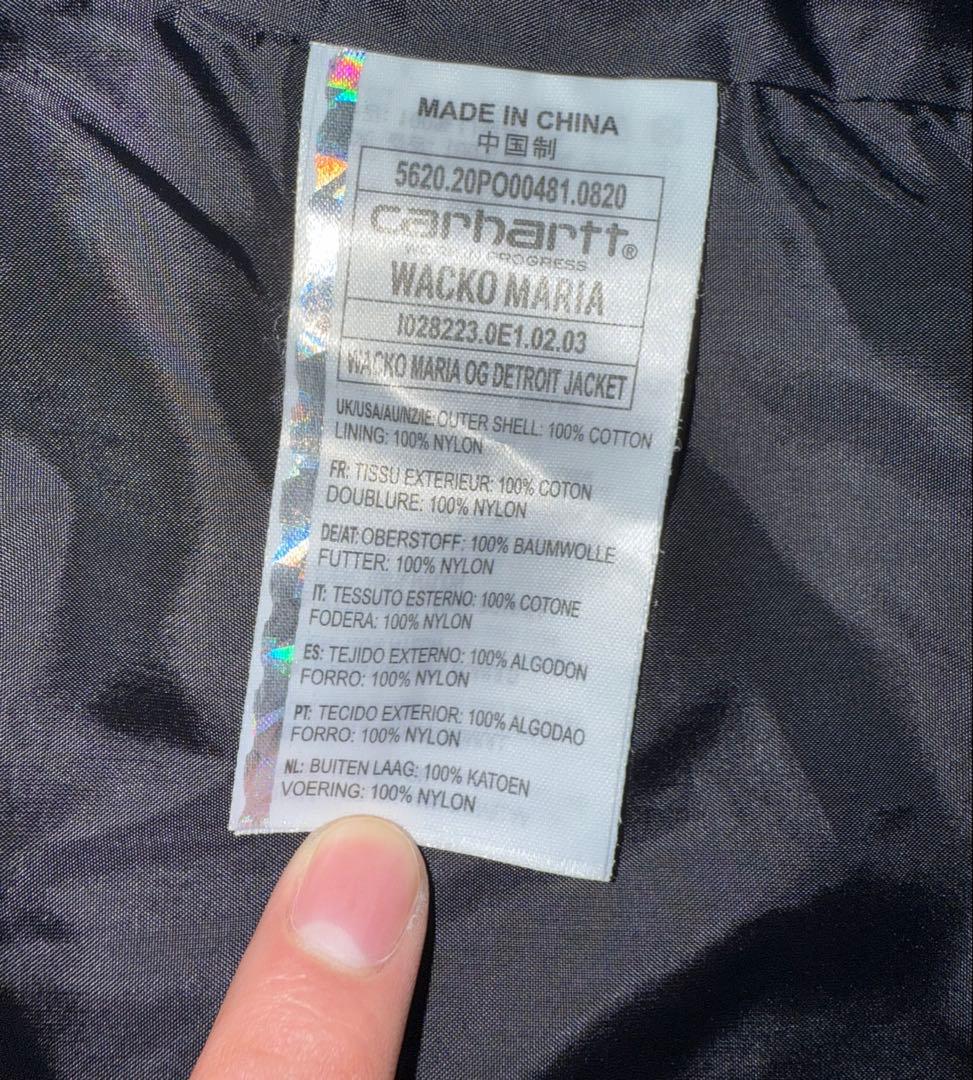 MADE IN CHINA
中国制
5620.20PO00481.0820
carhartt®
WORK IN PROGRESS
WACKO MARIA
I028223.0E1.02.03
WACKO MARIA OG DETROIT JACKET
UK/USA/AU/NZ/IE: OUTER SHELL: 100% COTTON
LINING: 100% NYLON
FR: TISSU EXTERIEUR: 100% COTON
DOUBLURE: 100% NYLON
DE/AT: OBERSTOFF: 100% BAUMWOLLE
FUTTER: 100% NYLON
IT: TESSUTO ESTERNO: 100% COTONE
FODERA: 100% NYLON
ES: TEJIDO EXTERNO: 100% ALGODON
FORRO: 100% NYLON
PT: TECIDO EXTERIOR: 100% ALGODAO
FORRO: 100% NYLON
NL: BUITEN LAAG: 100% KATOEN
VOERING: 100% NYLON